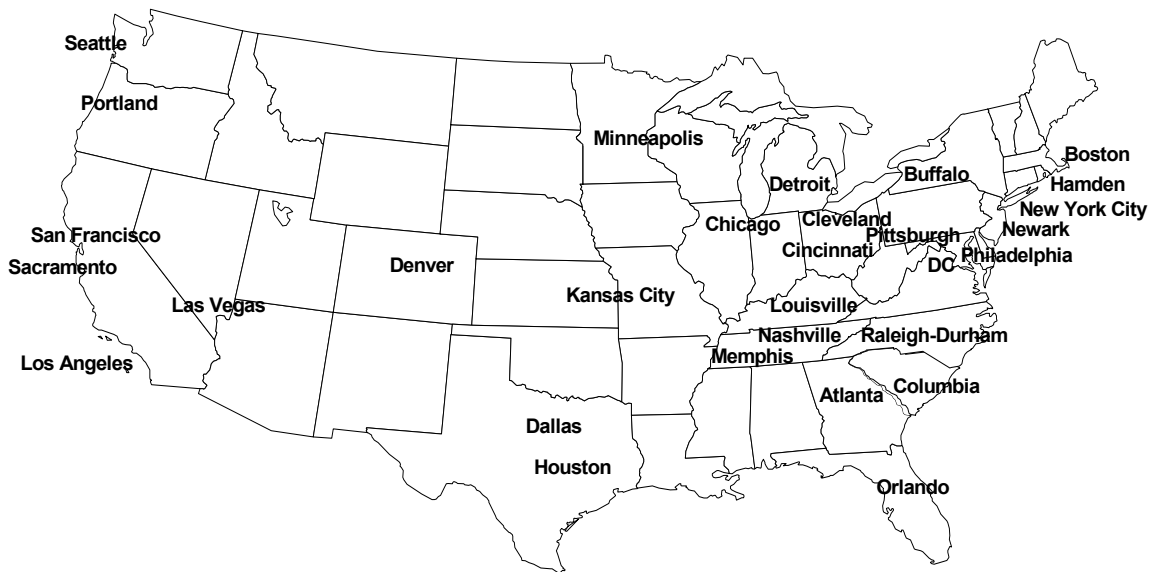 Seattle
Portland
Minneapolis
Boston
Buffalo
Detroit
Hamden
New York City
Cleveland
Chicago
Newark
San Francisco
Pittsburgh
Cincinnati
Philadelphia
Sacramento
Denver
DC
Kansas City
Las Vegas
Louisville
Nashville
Raleigh-Durham
Memphis
Los Angeles
Columbia
Atlanta
Dallas
Houston
Orlando